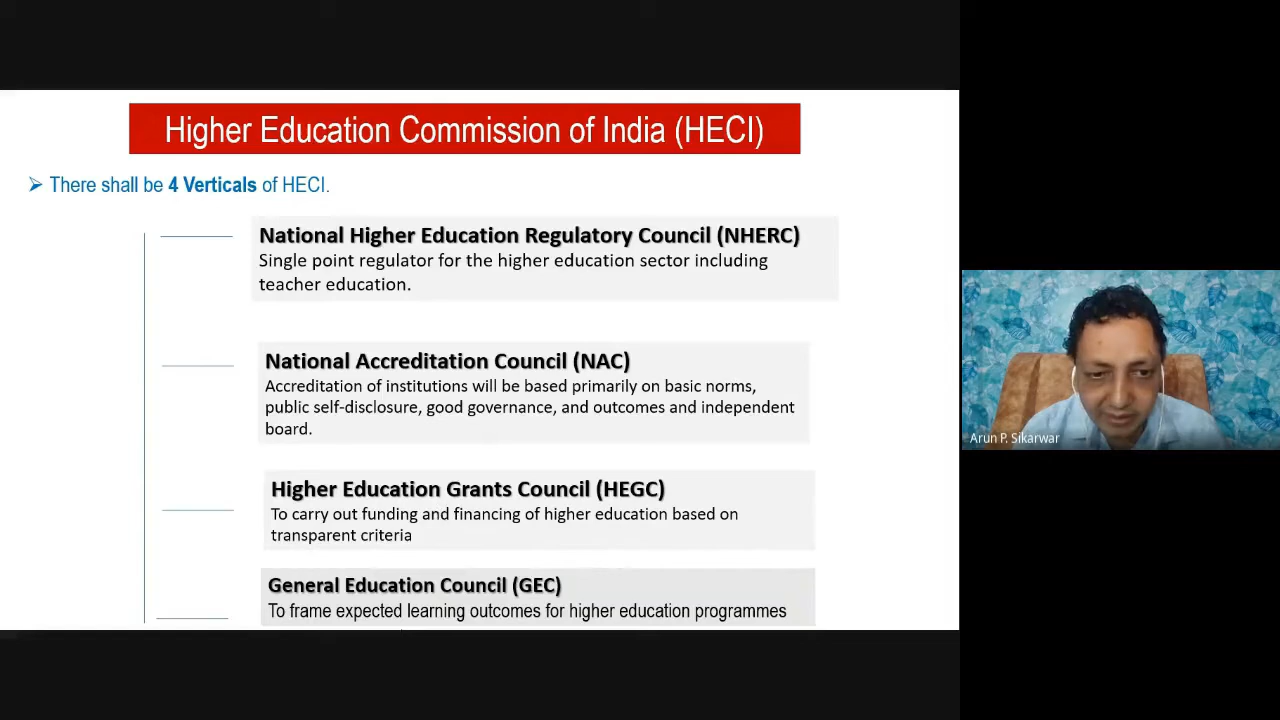 Higher Education Commission of India (HECI)
➢ There shall be 4 Verticals of HECI.
National Higher Education Regulatory Council (NHERC)
Single point regulator for the higher education sector including
teacher education.
National Accreditation Council (NAC)
Accreditation of institutions will be based primarily on basic norms,
public self-disclosure, good governance, and outcomes and independent
board.
Higher Education Grants Council (HEGC)
To carry out funding and financing of higher education based on
transparent criteria
General Education Council (GEC)
To frame expected learning outcomes for higher education programmes
Arun P. Sikarwar